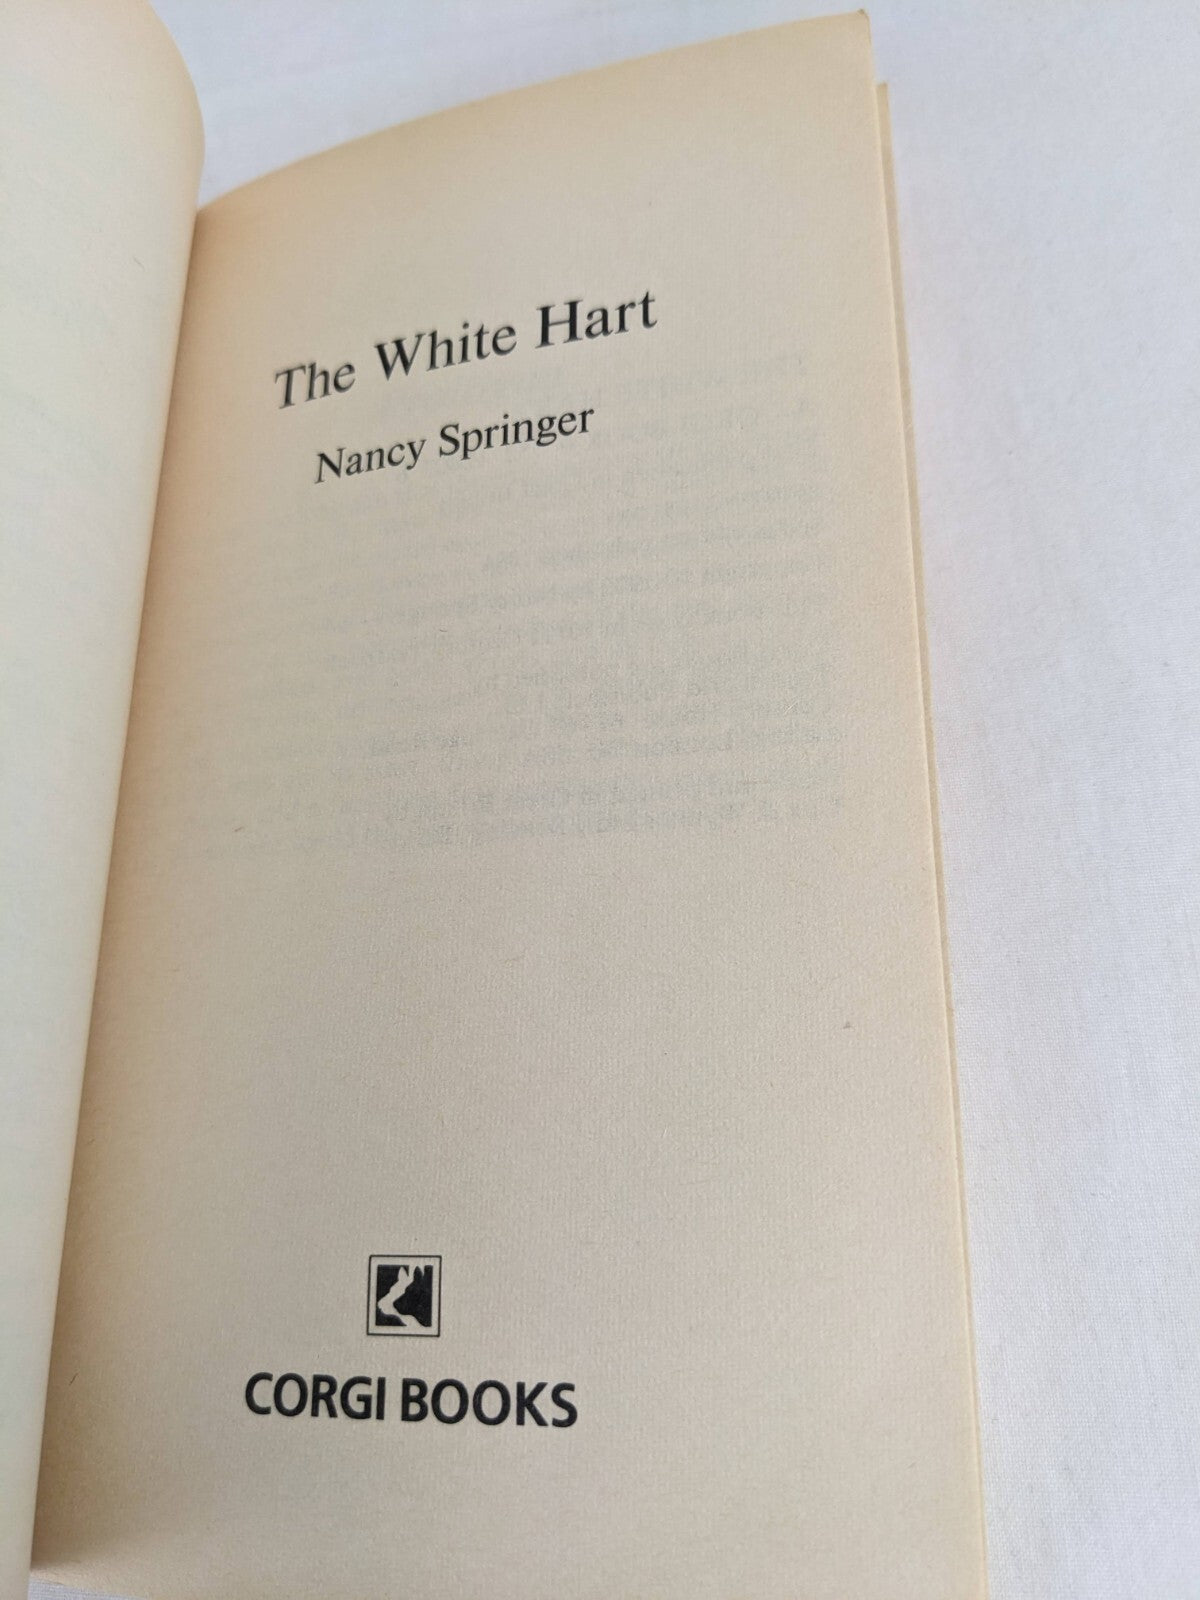 The White Hart
Nancy Springer
CORGI BOOKS